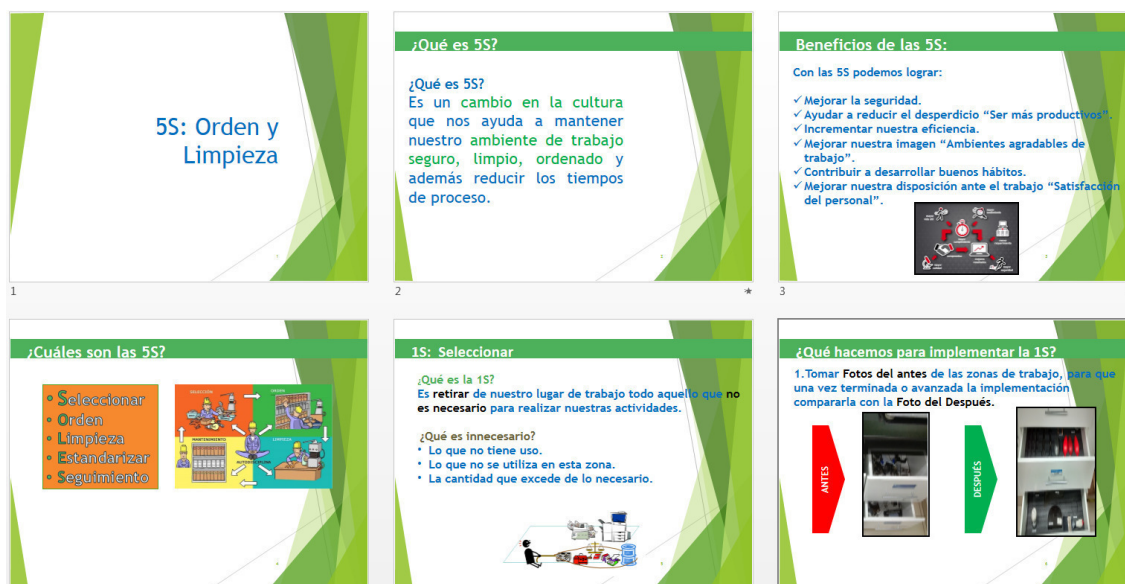 5S: Orden y
Limpieza
1
¿Qué es 5S?
¿Qué es 5S?
Es un cambio en la cultura
que nos ayuda a mantener
nuestro ambiente de trabajo
seguro, limpio, ordenado y
además reducir los tiempos
de proceso.
2
Beneficios de las 5S:
Con las 5S podemos lograr:
✓ Mejorar la seguridad.
✓ Ayudar a reducir el desperdicio “Ser más productivos”.
✓ Incrementar nuestra eficiencia.
✓ Mejorar nuestra imagen “Ambientes agradables de
trabajo”.
✓ Contribuir a desarrollar buenos hábitos.
✓ Mejorar nuestra disposición ante el trabajo “Satisfacción
del personal”.
3
¿Cuáles son las 5S?
• Seleccionar
• Orden
• Limpieza
• Estandarizar
• Seguimiento
SELECCIÓN
ORDEN
MANTENIMIENTO
LIMPIEZA
1S: Seleccionar
¿Qué es la 1S?
Es retirar de nuestro lugar de trabajo todo aquello que no
es necesario para realizar nuestras actividades.
¿Qué es innecesario?
• Lo que no tiene uso.
• Lo que no se utiliza en esta zona.
• La cantidad que excede de lo necesario.
¿Qué hacemos para implementar la 1S?
1.Tomar Fotos del antes de las zonas de trabajo, para que
una vez terminada o avanzada la implementación
compararla con la Foto del Después.
ANTES
DESPUÉS